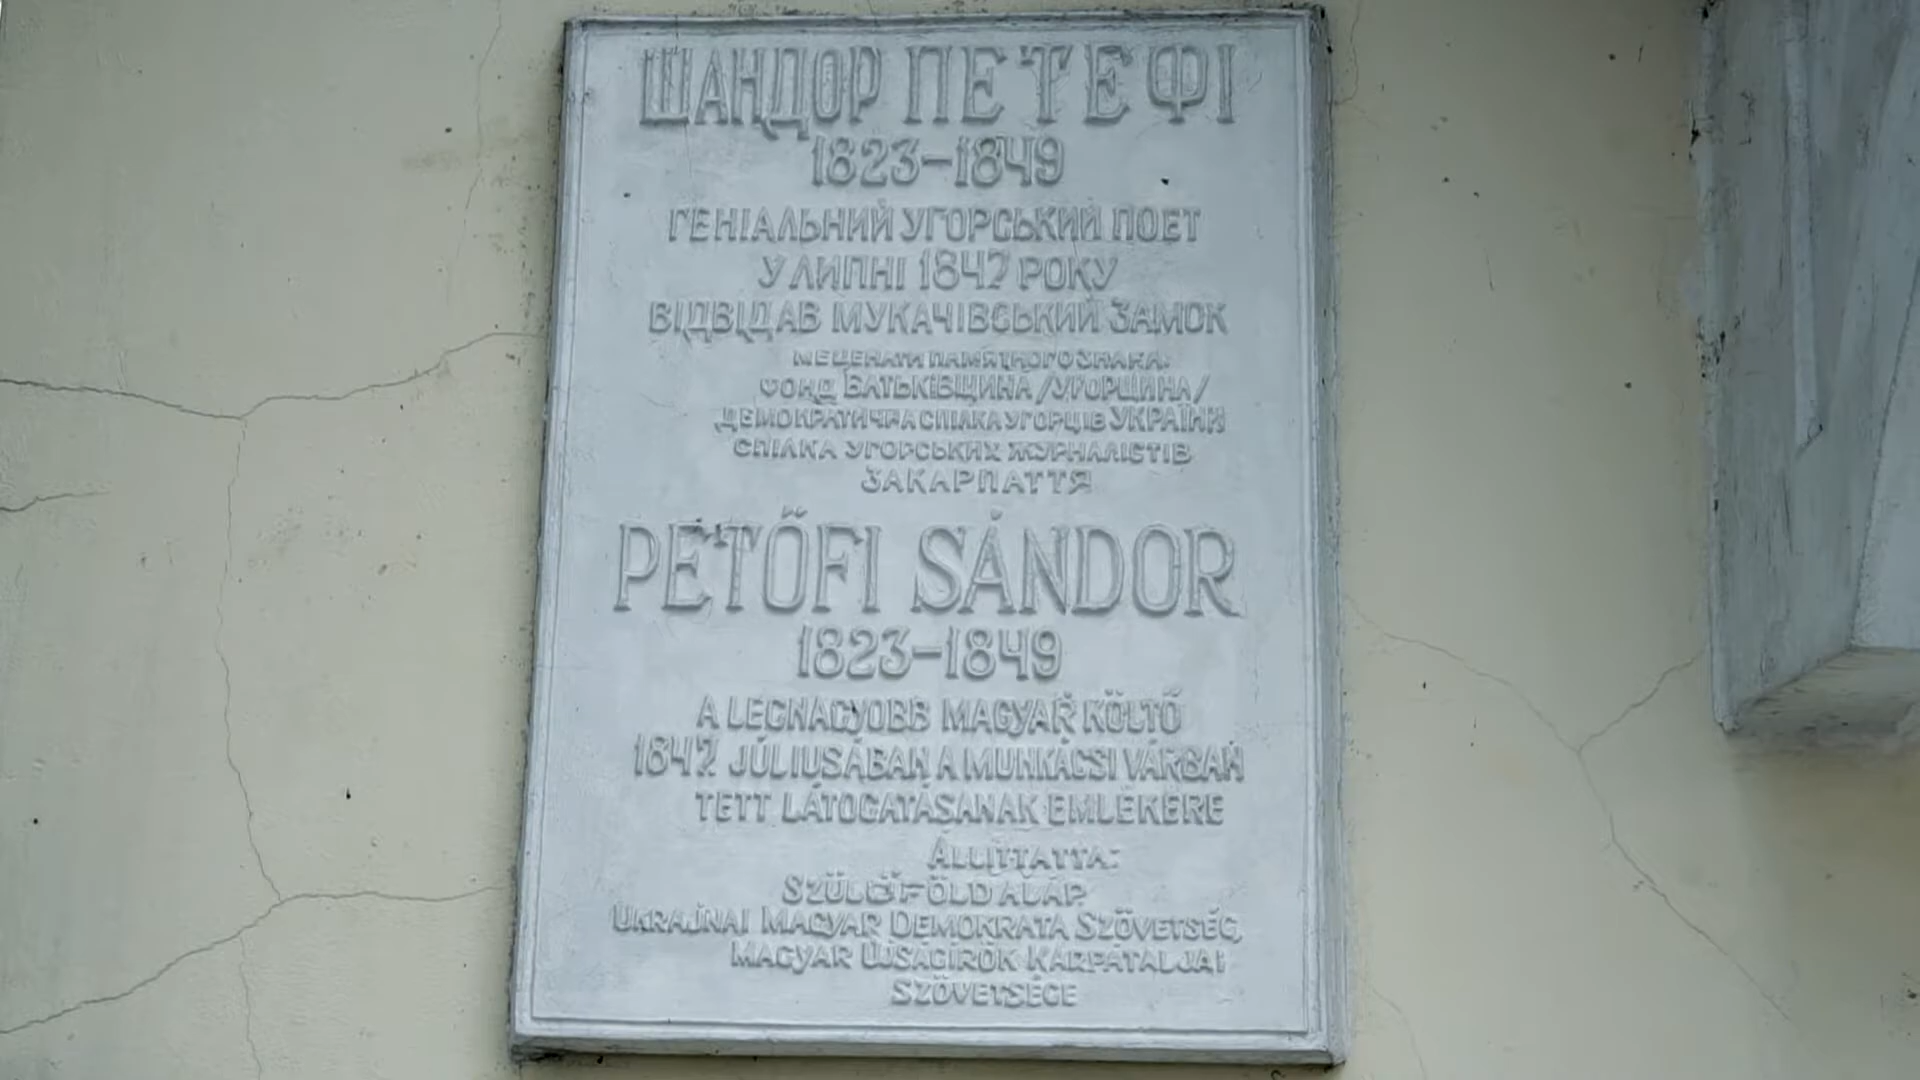 ШАНДОР ПЕТЕФІ
1823–1849
ГЕНІАЛЬНИЙ УГОРСЬКИЙ ПОЕТ
У ЛИПНІ 1847 РОКУ
ВІДВІДАВ МУКАЧІВСЬКИЙ ЗАМОК
МЕЦЕНАТИ ПАМЯТНОГО ЗНАКА:
ФОНД БАТЬКІВЩИНА /УГОРЩИНА/
ДЕМОКРАТИЧНА СПІЛКА УГОРЦІВ УКРАЇНИ
СПІЛКА УГОРСЬКИХ ЖУРНАЛІСТІВ
ЗАКАРПАТТЯ
PETŐFI SÁNDOR
1823–1849
A LEGNAGYOBB MAGYAR KÖLTŐ
1847. JÚLIUSÁBAN A MUNKÁCSI VÁRBAN
TETT LÁTOGATÁSÁNAK EMLÉKÉRE
ÁLLÍTTATTA:
SZÜLŐFÖLD ALAP,
UKRAJNAI MAGYAR DEMOKRATA SZÖVETSÉG,
MAGYAR ÚJSÁGÍRÓK KÁRPÁTALJAI
SZÖVETSÉGE